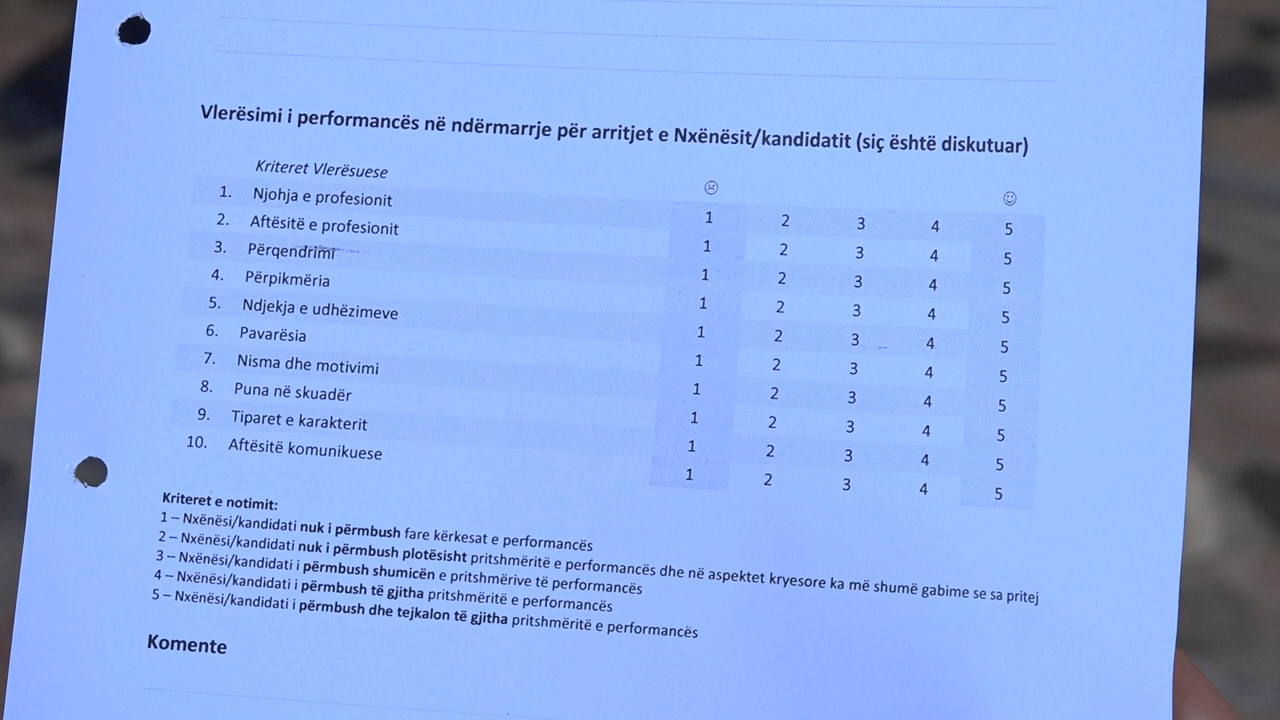 Vlerësimi i performancës në ndërmarrje për arritjet e Nxënësit/kandidatit (siç është diskutuar)
Kriteret Vlerësuese
1. Njohja e profesionit 1 2 3 4 5
2. Aftësitë e profesionit 1 2 3 4 5
3. Përqendrimi 1 2 3 4 5
4. Përpikmëria 1 2 3 4 5
5. Ndjekja e udhëzimeve 1 2 3 4 5
6. Pavarësia 1 2 3 4 5
7. Nisma dhe motivimi 1 2 3 4 5
8. Puna në skuadër 1 2 3 4 5
9. Tiparet e karakterit 1 2 3 4 5
10. Aftësitë komunikuese 1 2 3 4 5
Kriteret e notimit:
1 – Nxënësi/kandidati nuk i përmbush fare kërkesat e performancës
2 – Nxënësi/kandidati nuk i përmbush plotësisht pritshmëritë e performancës dhe në aspektet kryesore ka më shumë gabime se sa pritej
3 – Nxënësi/kandidati i përmbush shumicën e pritshmërive të performancës
4 – Nxënësi/kandidati i përmbush të gjitha pritshmëritë e performancës
5 – Nxënësi/kandidati i përmbush dhe tejkalon të gjitha pritshmëritë e performancës
Komente